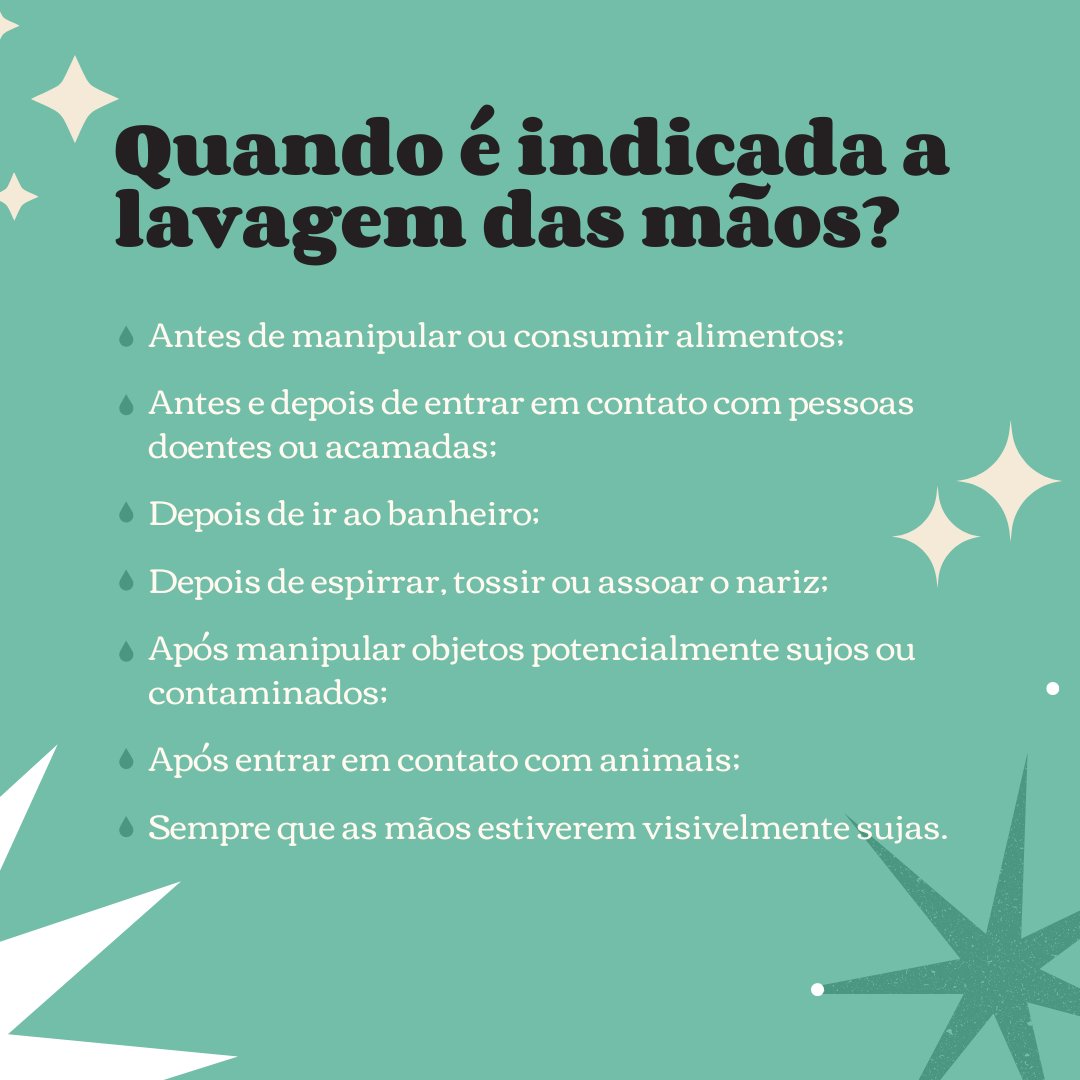 Quando é indicada a
lavagem das mãos?
Antes de manipular ou consumir alimentos;
Antes e depois de entrar em contato com pessoas
doentes ou acamadas;
Depois de ir ao banheiro;
Depois de espirrar, tossir ou assoar o nariz;
Após manipular objetos potencialmente sujos ou
contaminados;
Após entrar em contato com animais;
Sempre que as mãos estiverem visivelmente sujas.